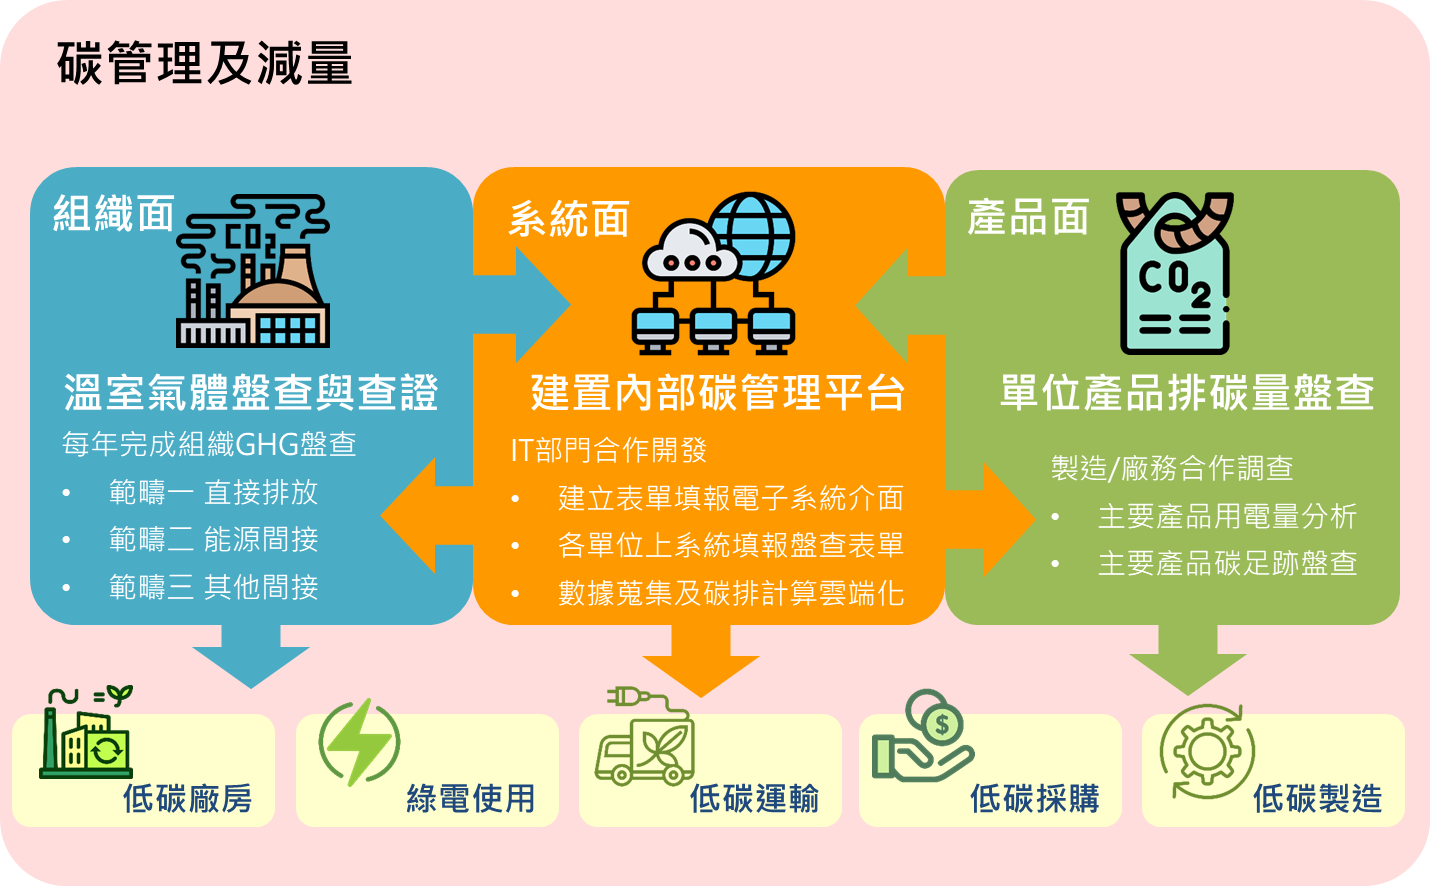 碳管理及減量
組織面
CO2
溫室氣體盤查與查證
每年完成組織GHG盤查
• 範疇一 直接排放
• 範疇二 能源間接
• 範疇三 其他間接
系統面
建置內部碳管理平台
IT部門合作開發
• 建立表單填報電子系統介面
• 各單位上系統填報盤查表單
• 數據蒐集及碳排計算雲端化
產品面
CO2
單位產品排碳量盤查
製造/廠務合作調查
• 主要產品用電量分析
• 主要產品碳足跡盤查
低碳廠房
綠電使用
低碳運輸
$
低碳採購
低碳製造